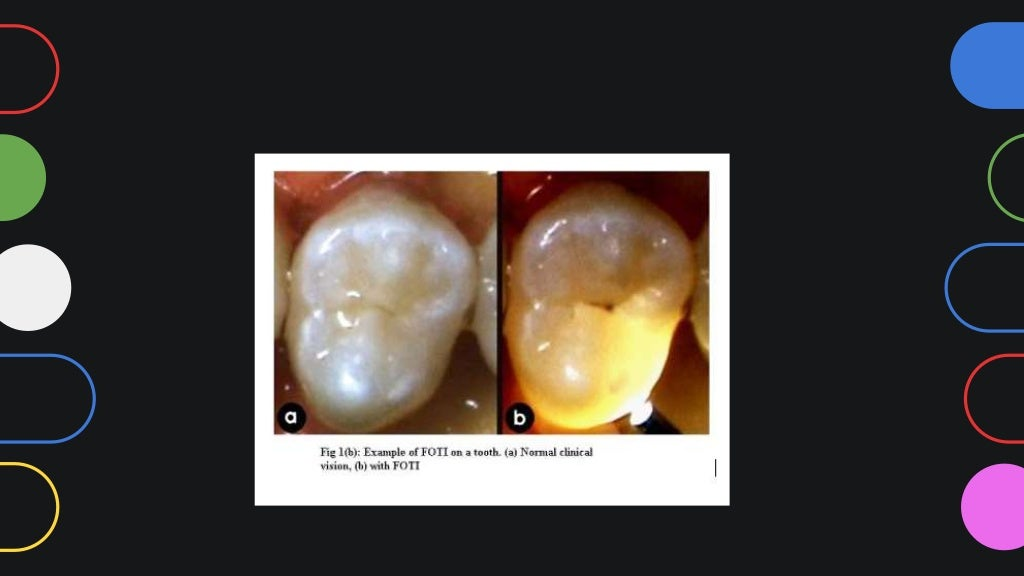 a
b
Fig 1(b): Example of FOTI on a tooth. (a) Normal clinical
vision, (b) with FOTI